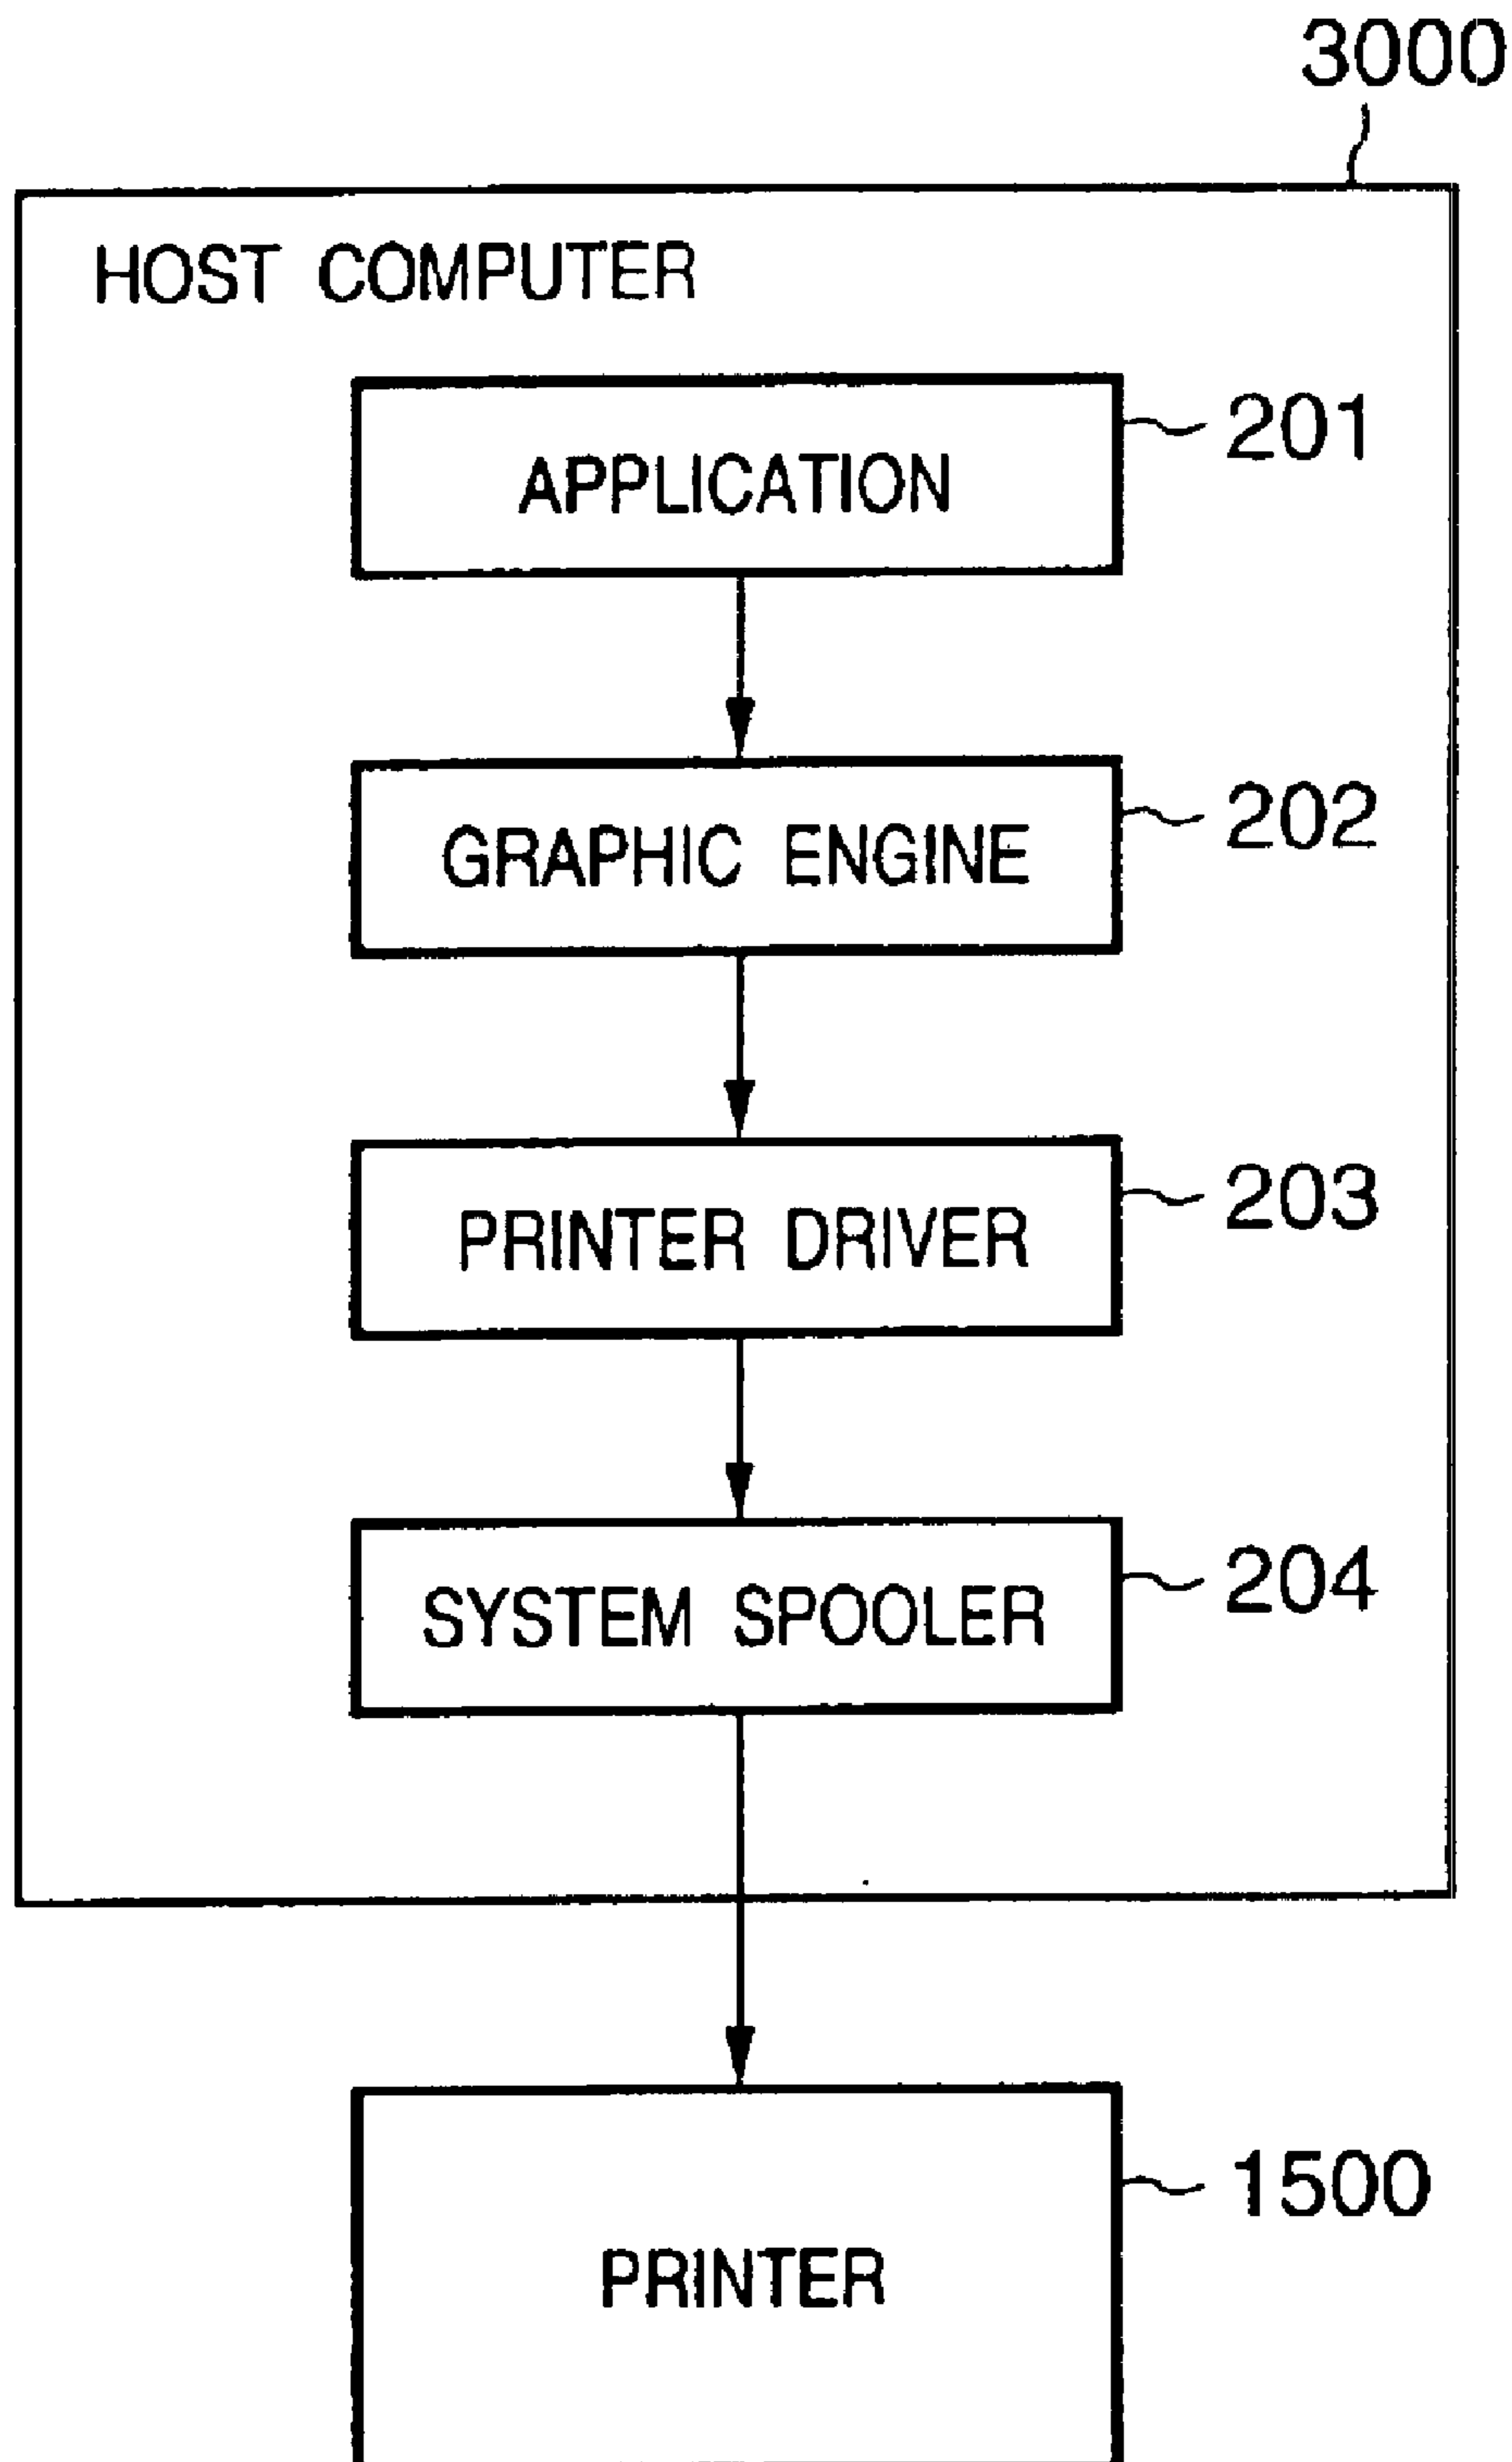 3000
HOST COMPUTER
APPLICATION
201
GRAPHIC ENGINE
202
PRINTER DRIVER
203
SYSTEM SPOOLER
204
PRINTER
1500